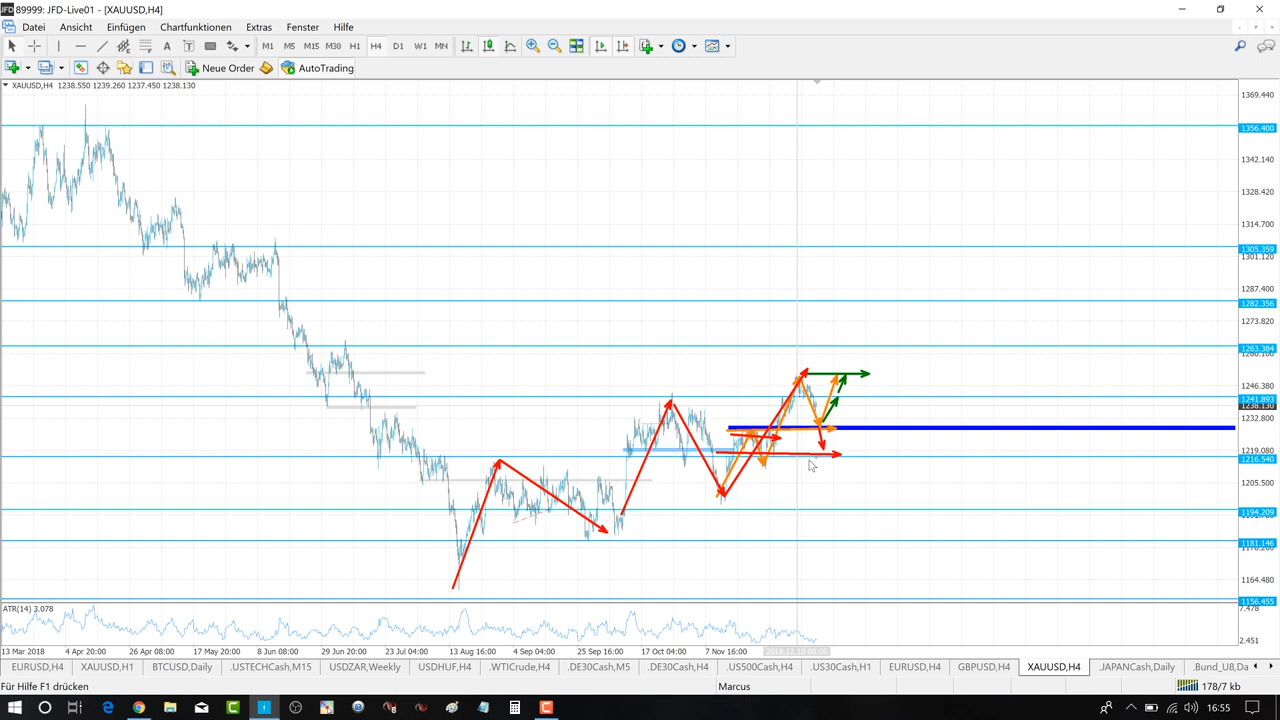 89999: JFD-Live01 - [XAUUSD,H4]
Datei Ansicht Einfügen Chartfunktionen Extras Fenster Hilfe
M1 M5 M15 M30 H1 H4 D1 W1 MN
Neue Order AutoTrading
XAUUSD,H4 1238.550 1239.260 1237.450 1238.130
1369.440
1356.400
1342.140
1328.420
1314.700
1305.359
1301.120
1287.400
1282.356
1273.820
1263.384
1246.380
1241.893
1238.130
1232.800
1219.080
1216.540
1205.500
1194.209
1181.146
1164.480
1156.455
ATR(14) 3.078
7.478
2.451
13 Mar 2018 4 Apr 20:00 26 Apr 08:00 17 May 20:00 8 Jun 08:00 29 Jun 20:00 23 Jul 04:00 13 Aug 16:00 4 Sep 04:00 25 Sep 16:00 17 Oct 04:00 7 Nov 16:00
EURUSD,H4 XAUUSD,H1 BTCUSD,Daily .USTECHCash,M15 USDZAR,Weekly USDHUF,H4 .WTICrude,H4 .DE30Cash,M5 .DE30Cash,H4 .US500Cash,H4 .US30Cash,H1 EURUSD,H4 GBPUSD,H4 XAUUSD,H4 .JAPANCash,Daily .Bund_U8,Da
Für Hilfe F1 drücken Marcus 178/7 kb
16:55